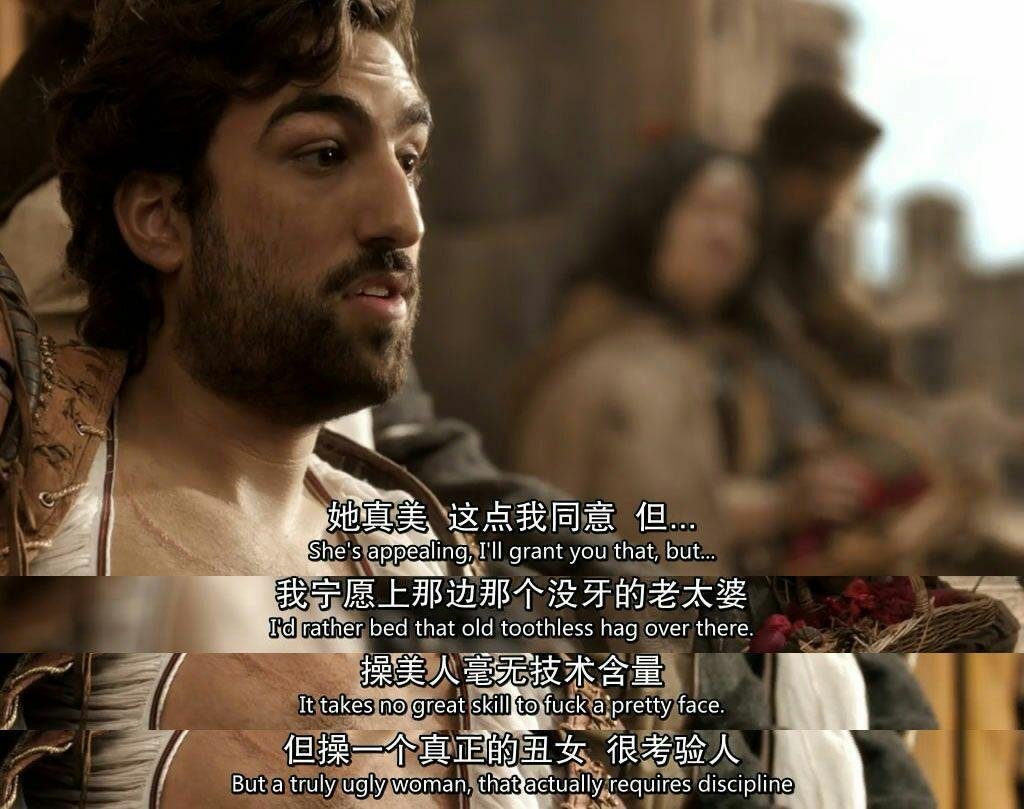 她真美 这点我同意 但...
She's appealing, I'll grant you that, but...
我宁愿上那边那个没牙的老太婆
I'd rather bed that old toothless hag over there.
操美人毫无技术含量
It takes no great skill to fuck a pretty face.
但操一个真正的丑女 很考验人
But a truly ugly woman, that actually requires discipline